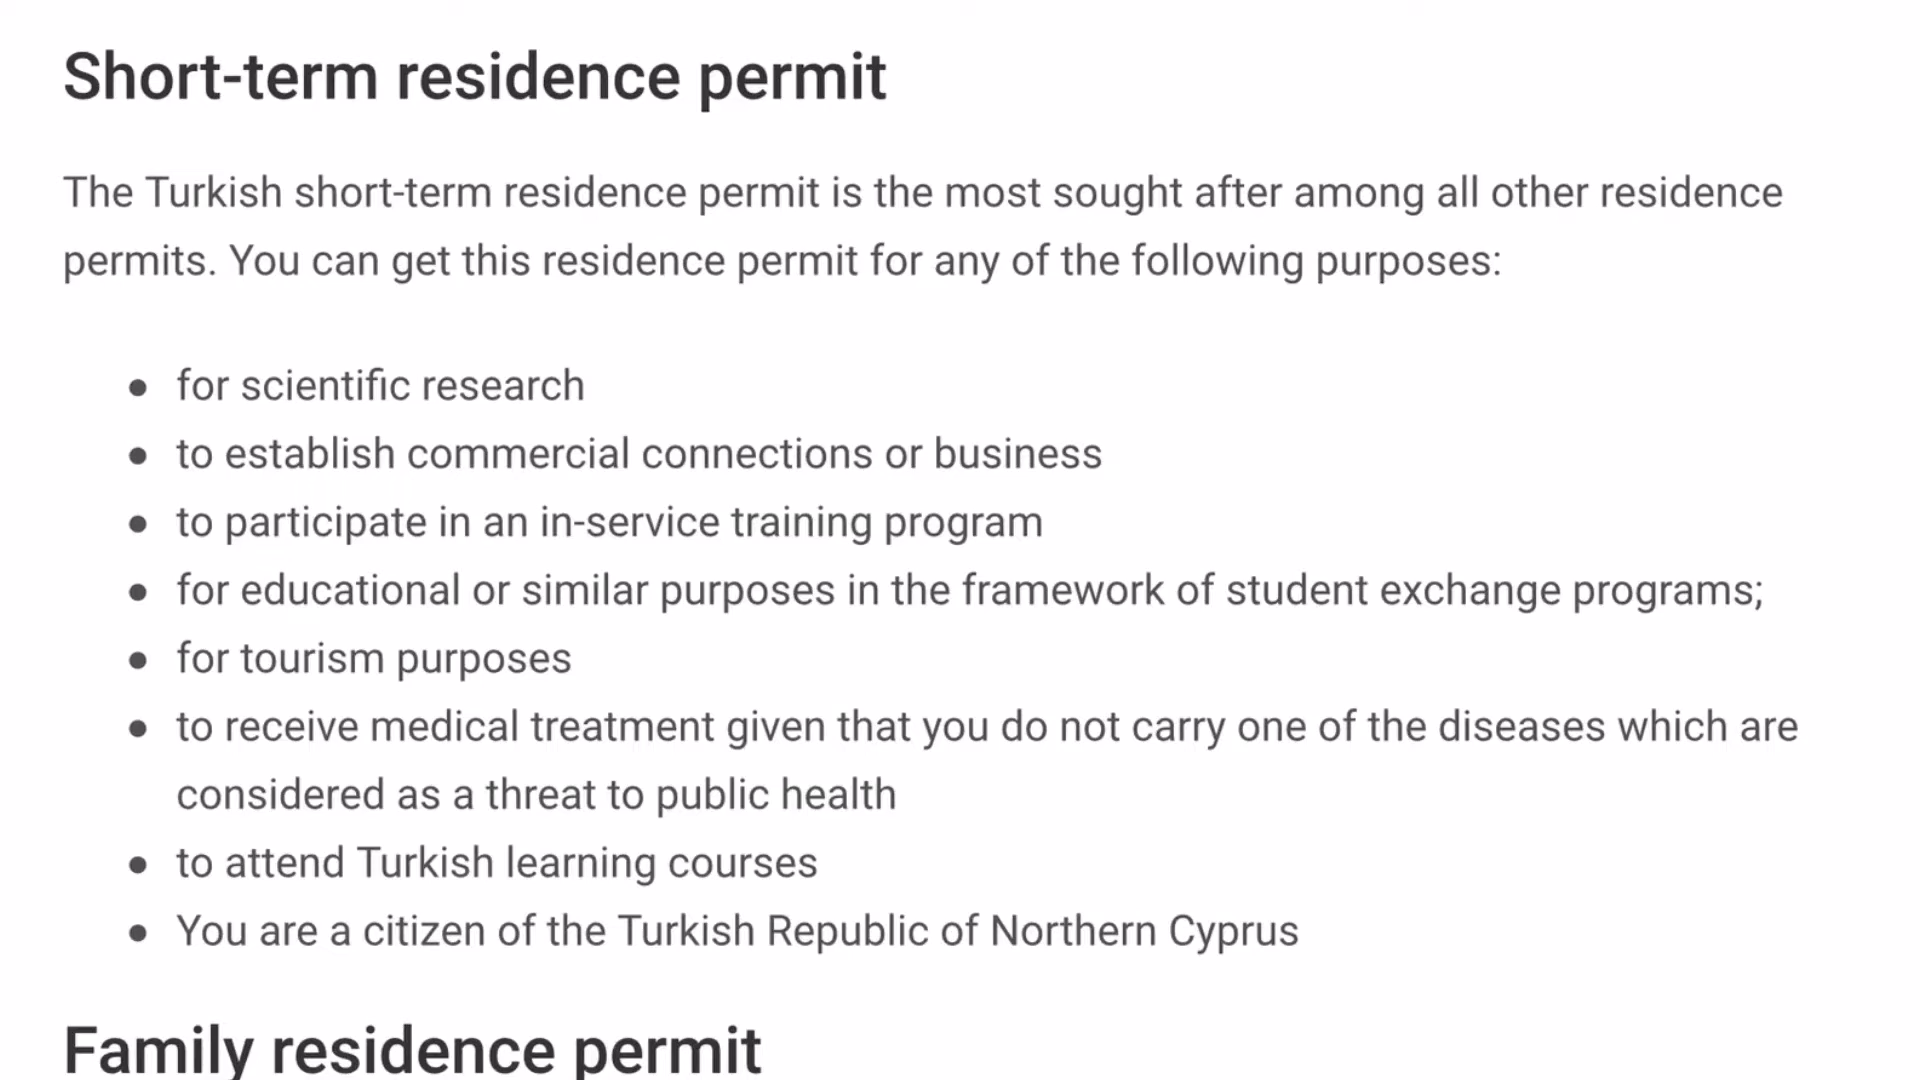 Short-term residence permit
The Turkish short-term residence permit is the most sought after among all other residence
permits. You can get this residence permit for any of the following purposes:
● for scientific research
● to establish commercial connections or business
● to participate in an in-service training program
● for educational or similar purposes in the framework of student exchange programs;
● for tourism purposes
● to receive medical treatment given that you do not carry one of the diseases which are
considered as a threat to public health
● to attend Turkish learning courses
● You are a citizen of the Turkish Republic of Northern Cyprus
Family residence permit